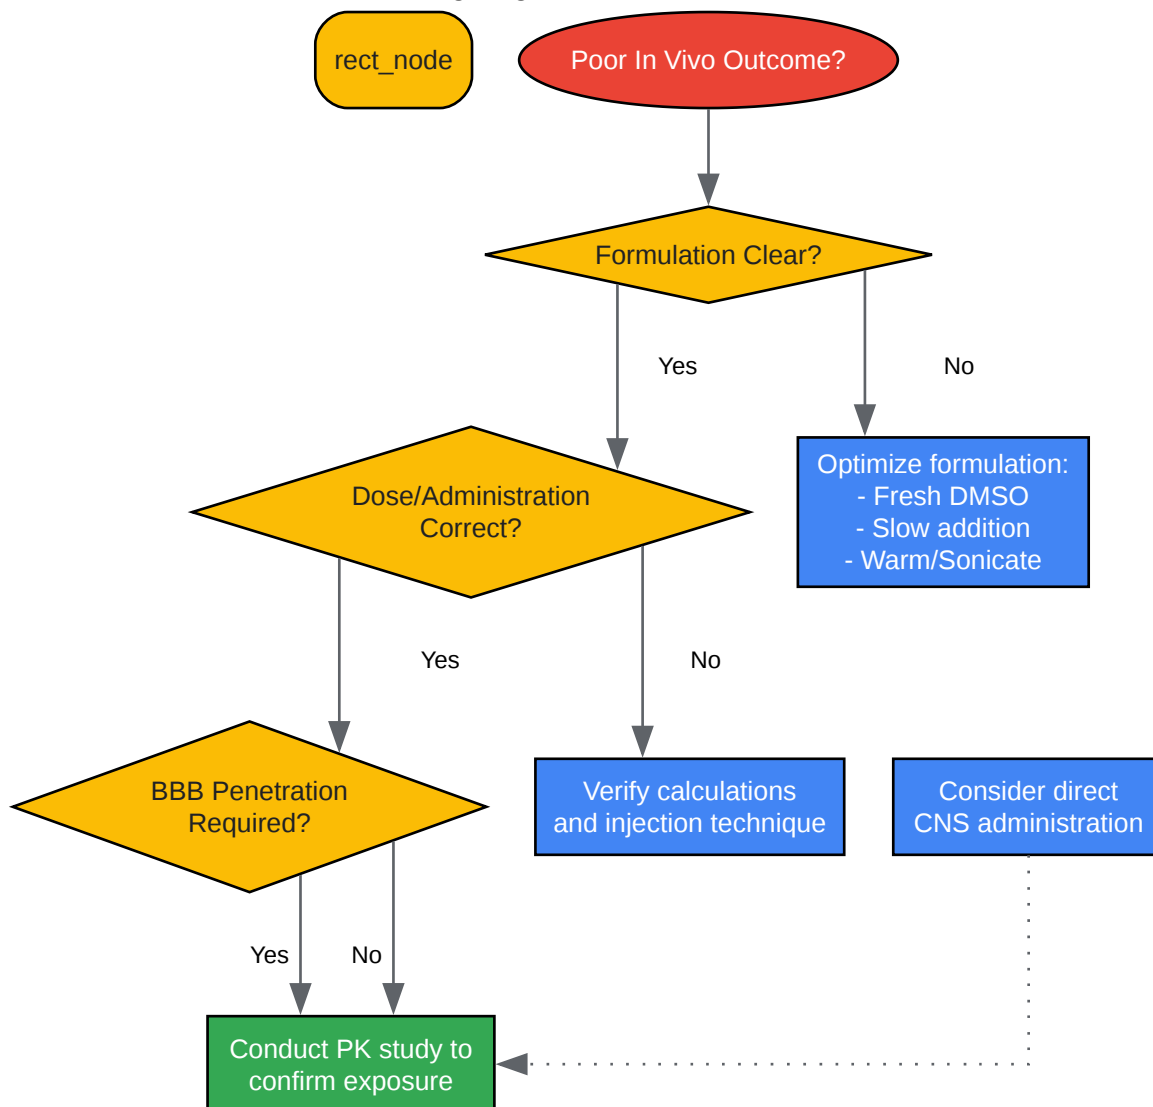 rect_node
Poor In Vivo Outcome?
Formulation Clear?
Yes
No
Dose/Administration
Correct?
Optimize formulation:
- Fresh DMSO
- Slow addition
- Warm/Sonicate
Yes
No
BBB Penetration
Required?
Verify calculations
and injection technique
Consider direct
CNS administration
Yes
No
Conduct PK study to
confirm exposure